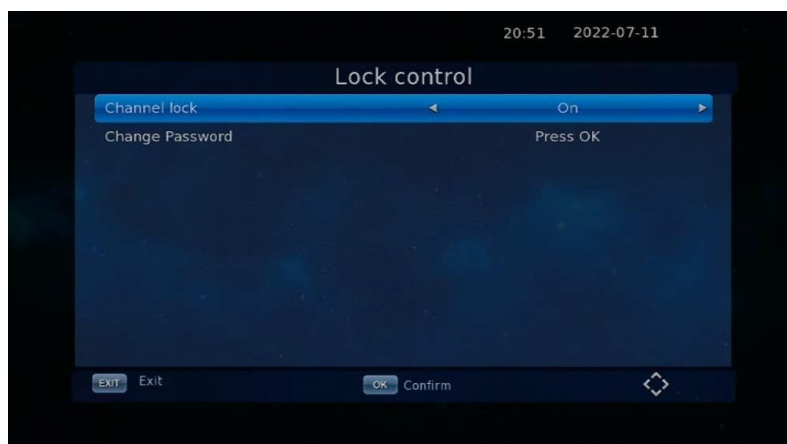 20:51 2022-07-11
Lock control
Channel lock On
Change Password Press OK
EXIT Exit OK Confirm